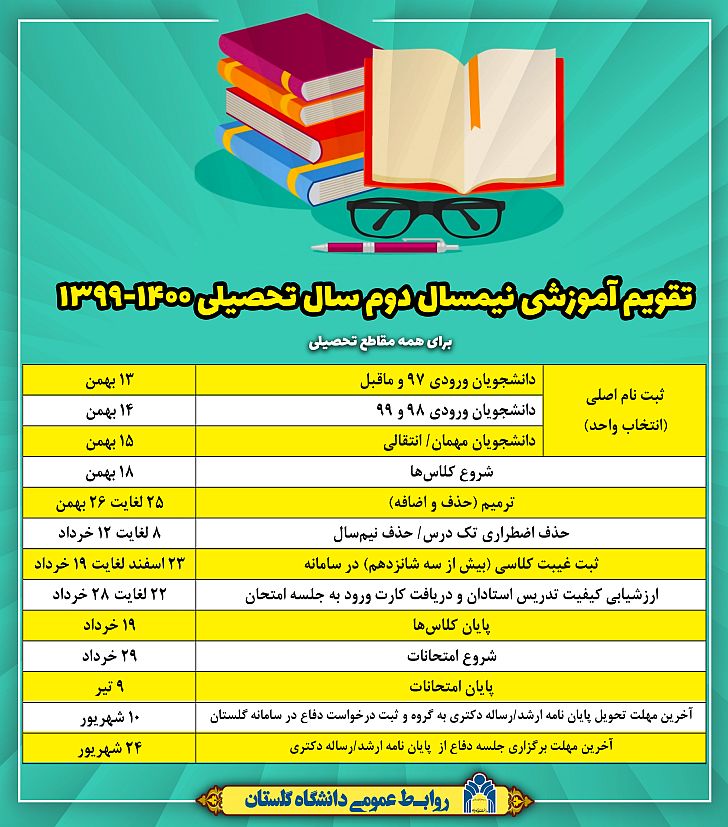 تقویم آموزشی نیمسال دوم سال تحصیلی ۱۴۰۰-۱۳۹۹
برای همه مقاطع تحصیلی
ثبت نام اصلی
(انتخاب واحد)
دانشجویان ورودی ۹۷ و ماقبل ۱۳ بهمن
دانشجویان ورودی ۹۸ و ۹۹ ۱۴ بهمن
دانشجویان مهمان/ انتقالی ۱۵ بهمن
شروع کلاس‌ها ۱۸ بهمن
ترمیم (حذف و اضافه) ۲۵ لغایت ۲۶ بهمن
حذف اضطراری تک درس/ حذف نیم‌سال ۸ لغایت ۱۲ خرداد
ثبت غیبت کلاسی (بیش از سه شانزدهم) در سامانه ۲۳ اسفند لغایت ۱۹ خرداد
ارزشیابی کیفیت تدریس استادان و دریافت کارت ورود به جلسه امتحان ۲۲ لغایت ۲۸ خرداد
پایان کلاس‌ها ۱۹ خرداد
شروع امتحانات ۲۹ خرداد
پایان امتحانات ۹ تیر
آخرین مهلت تحویل پایان نامه ارشد/رساله دکتری به گروه و ثبت درخواست دفاع در سامانه گلستان ۱۰ شهریور
آخرین مهلت برگزاری جلسه دفاع از پایان نامه ارشد/رساله دکتری ۲۴ شهریور
روابط عمومی دانشگاه گلستان